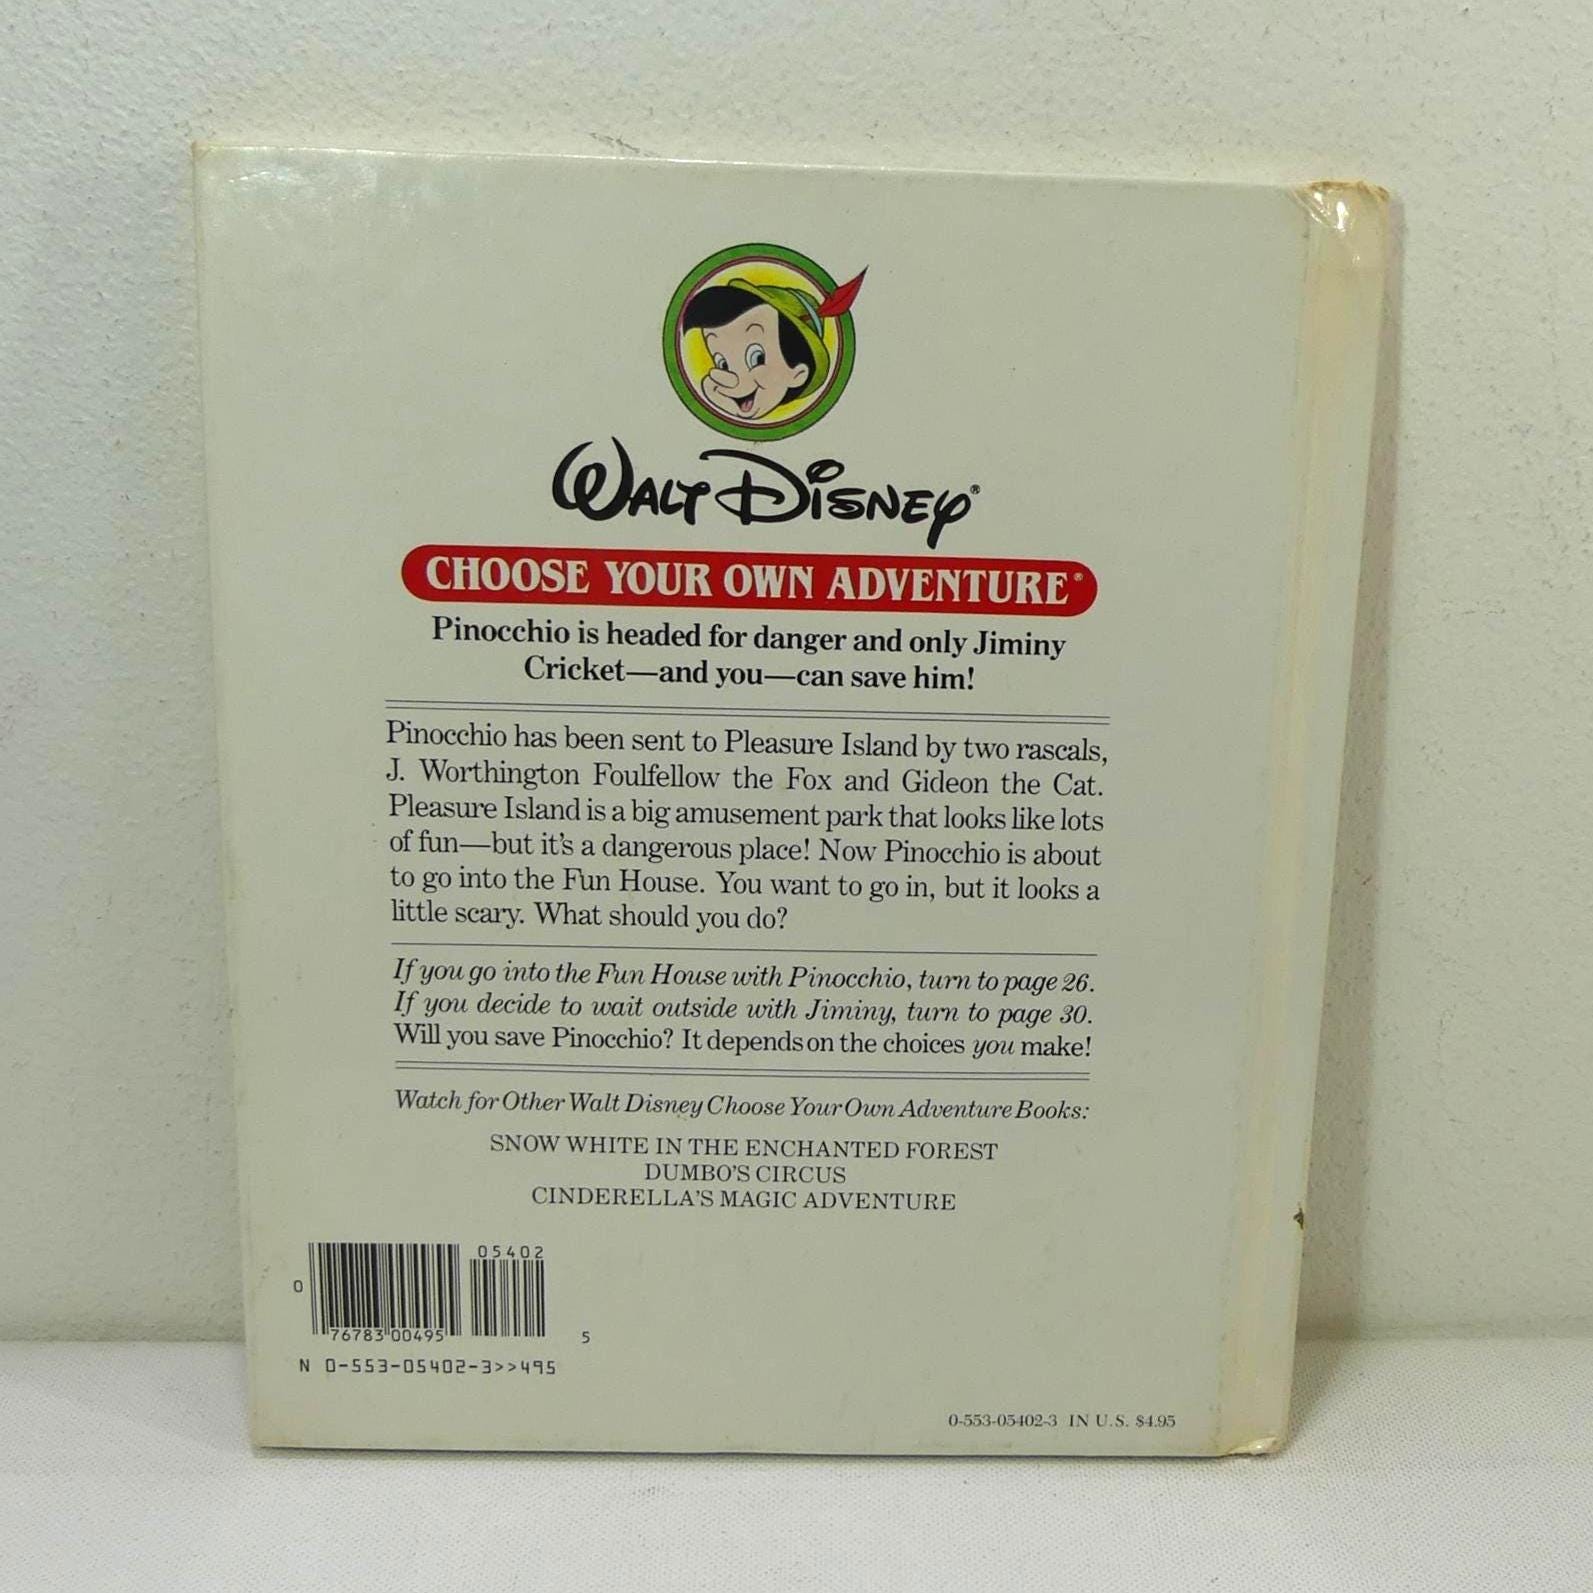 WALT DISNEY®
CHOOSE YOUR OWN ADVENTURE®
Pinocchio is headed for danger and only Jiminy
Cricket—and you—can save him!
Pinocchio has been sent to Pleasure Island by two rascals,
J. Worthington Foulfellow the Fox and Gideon the Cat.
Pleasure Island is a big amusement park that looks like lots
of fun—but it's a dangerous place! Now Pinocchio is about
to go into the Fun House. You want to go in, but it looks a
little scary. What should you do?
If you go into the Fun House with Pinocchio, turn to page 26.
If you decide to wait outside with Jiminy, turn to page 30.
Will you save Pinocchio? It depends on the choices you make!
Watch for Other Walt Disney Choose Your Own Adventure Books:
SNOW WHITE IN THE ENCHANTED FOREST
DUMBO'S CIRCUS
CINDERELLA'S MAGIC ADVENTURE
05402
0
76783 00495
5
N 0-553-05402-3>>495
0-553-05402-3 IN U.S. $4.95